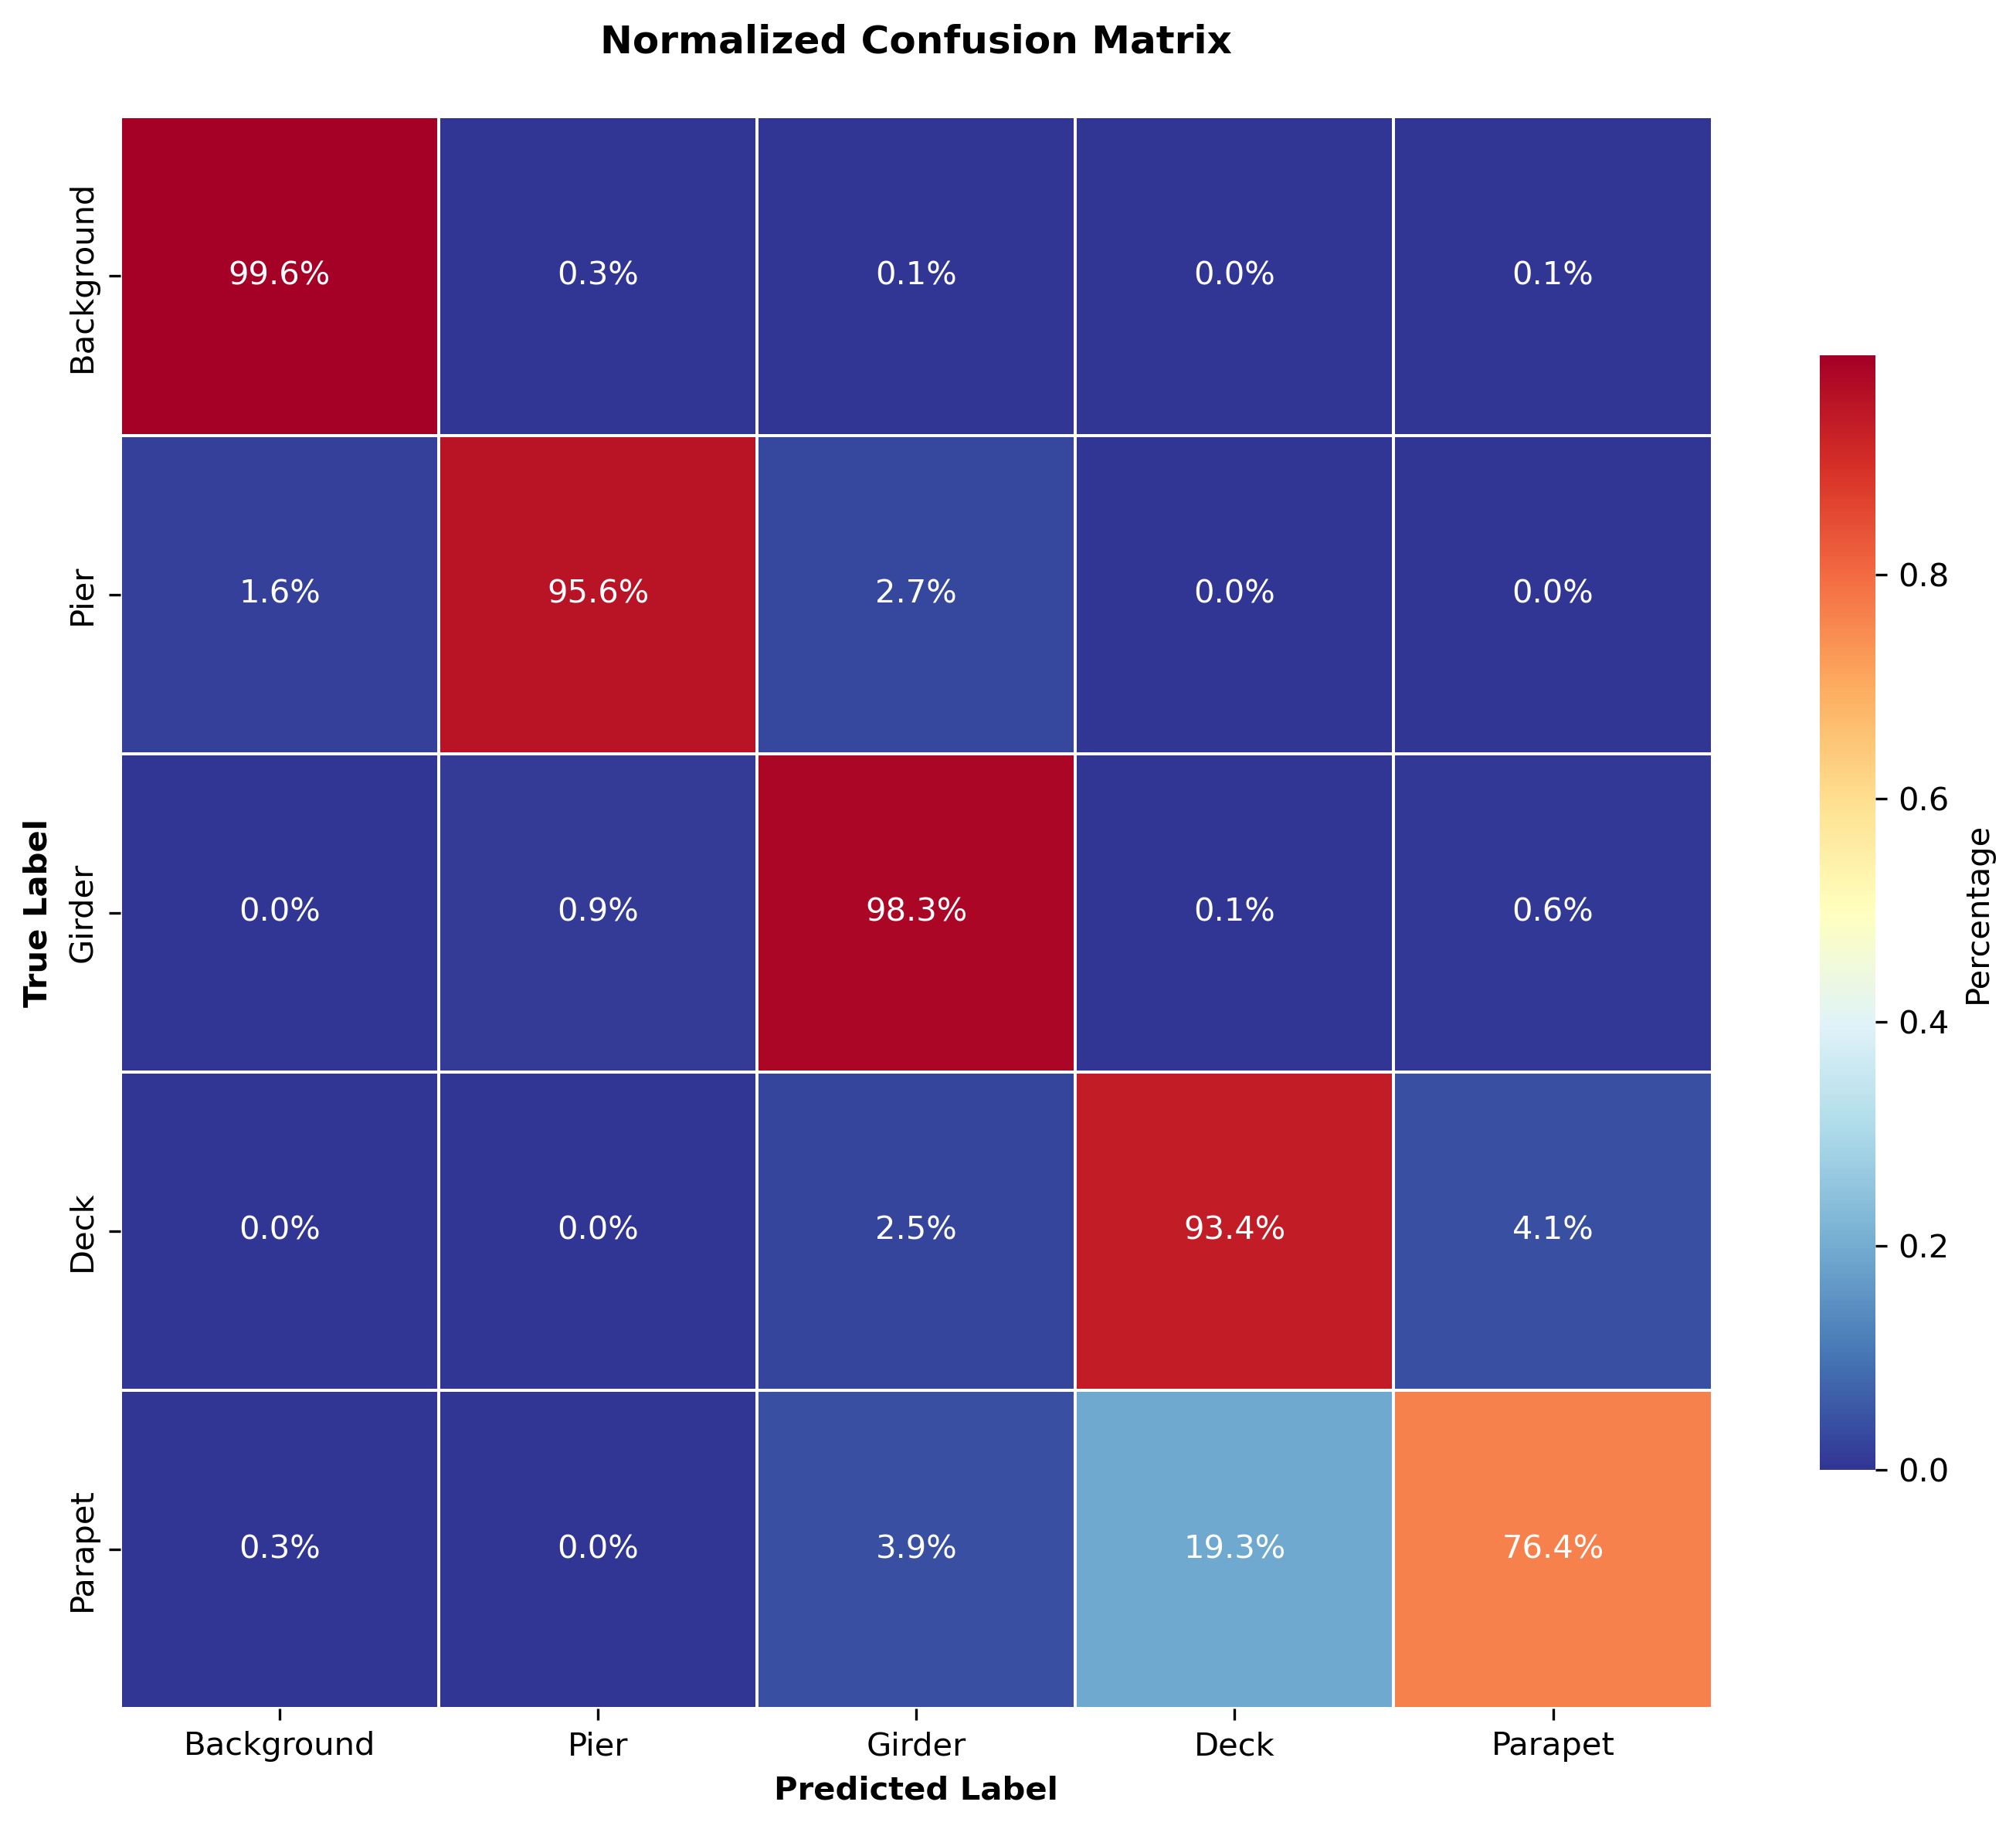 Normalized Confusion Matrix
Background
99.6%
0.3%
0.1%
0.0%
0.1%
Pier
1.6%
95.6%
2.7%
0.0%
0.0%
Girder
0.0%
0.9%
98.3%
0.1%
0.6%
Deck
0.0%
0.0%
2.5%
93.4%
4.1%
Parapet
0.3%
0.0%
3.9%
19.3%
76.4%
True Label
Background
Pier
Girder
Deck
Parapet
Predicted Label
0.8
0.6
0.4
0.2
0.0
Percentage